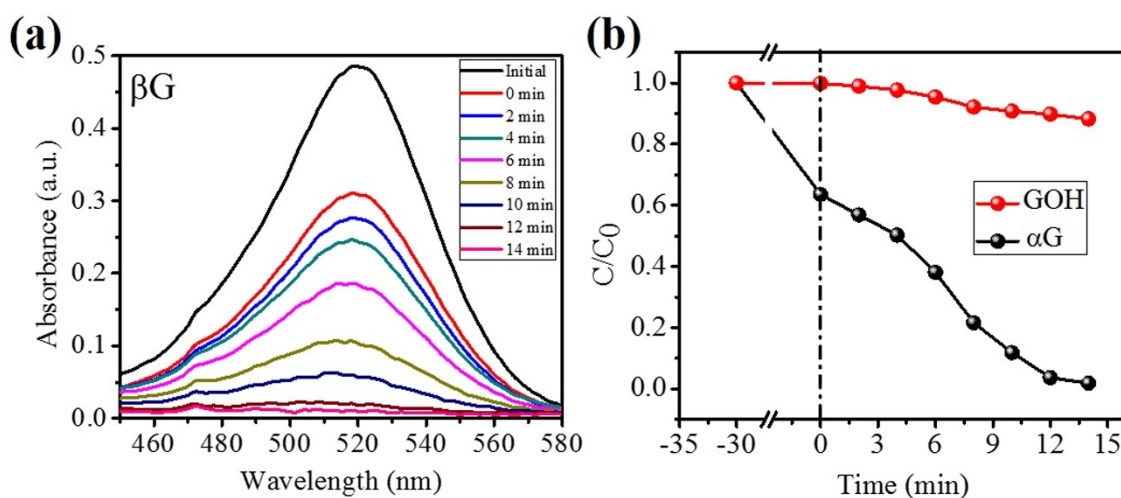 (a)
βG
0.5
0.4
0.3
0.2
0.1
0.0
Absorbance (a.u.)
460 480 500 520 540 560 580
Wavelength (nm)
Initial
0 min
2 min
4 min
6 min
8 min
10 min
12 min
14 min
(b)
1.0
0.8
0.6
0.4
0.2
0.0
C/C₀
GOH
αG
-35 -30 0 3 6 9 12 15
Time (min)